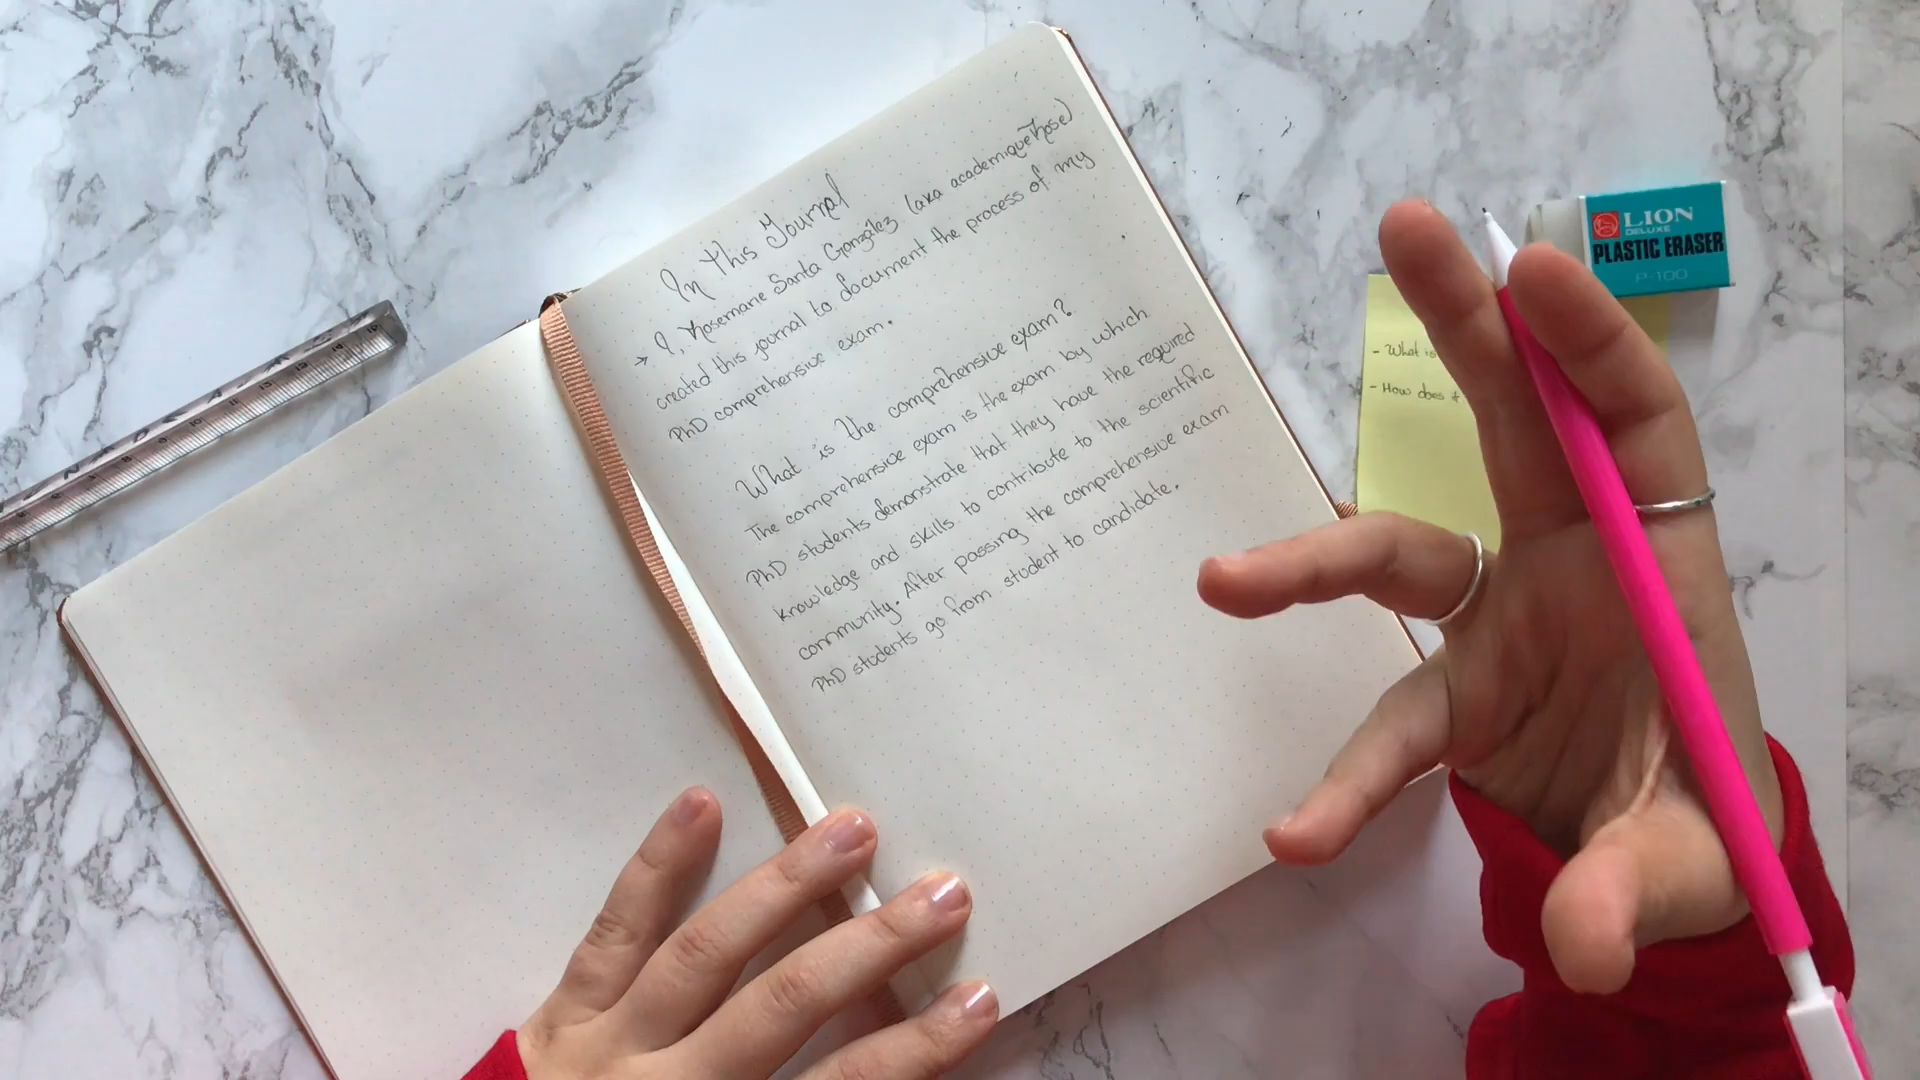 In this Journal
→ I, Rosemarie Santa González (aka academiqueRose)
created this journal to document the process of my
PhD comprehensive exam.
What is the comprehensive exam?
The comprehensive exam is the exam by which
PhD students demonstrate that they have the required
knowledge and skills to contribute to the scientific
community. After passing the comprehensive exam
PhD students go from student to candidate.
LION
DELUXE
PLASTIC ERASER
P-100
- What is
- How does